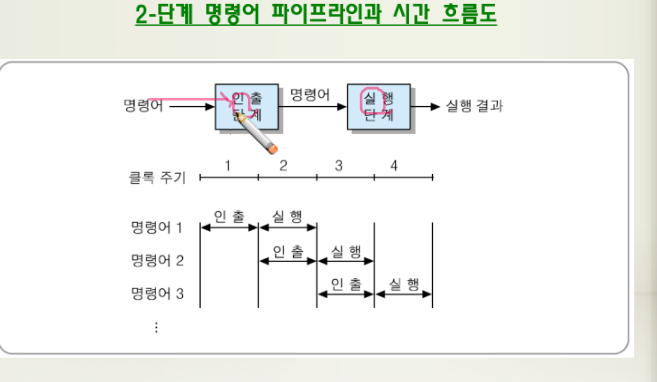 2-단계 명령어 파이프라인과 시간 흐름도
명령어 인 출 단 계 명령어 실 행 단 계 실행 결과
클록 주기 1 2 3 4
명령어 1 인 출 실 행
명령어 2 인 출 실 행
명령어 3 인 출 실 행
⋮